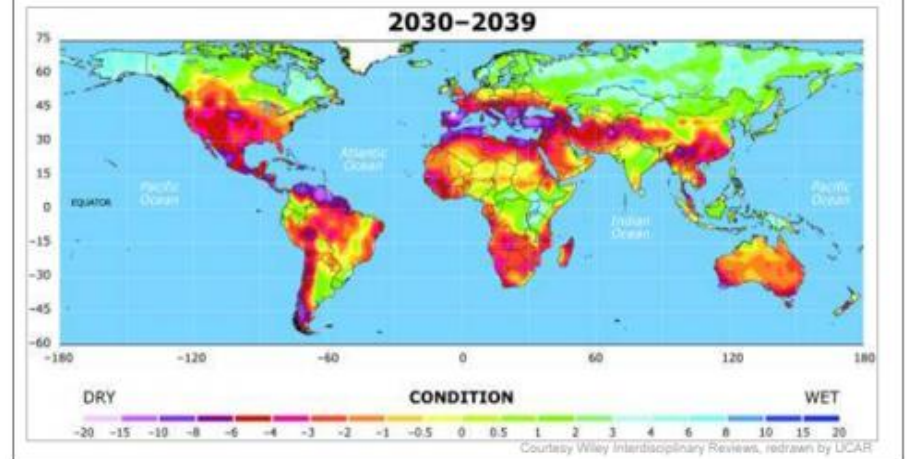 2030–2039
75
60
45
30
15
0
-15
-30
-45
-60
Atlantic
Ocean
Pacific
Ocean
EQUATOR
Indian
Ocean
Pacific
Ocean
-180 -120 -60 0 60 120 180
DRY CONDITION WET
-20 -15 -10 -8 -6 -4 -3 -2 -1 -0.5 0 0.5 1 2 3 4 6 8 10 15 20
Courtesy Wiley Interdisciplinary Reviews, redrawn by UCAR